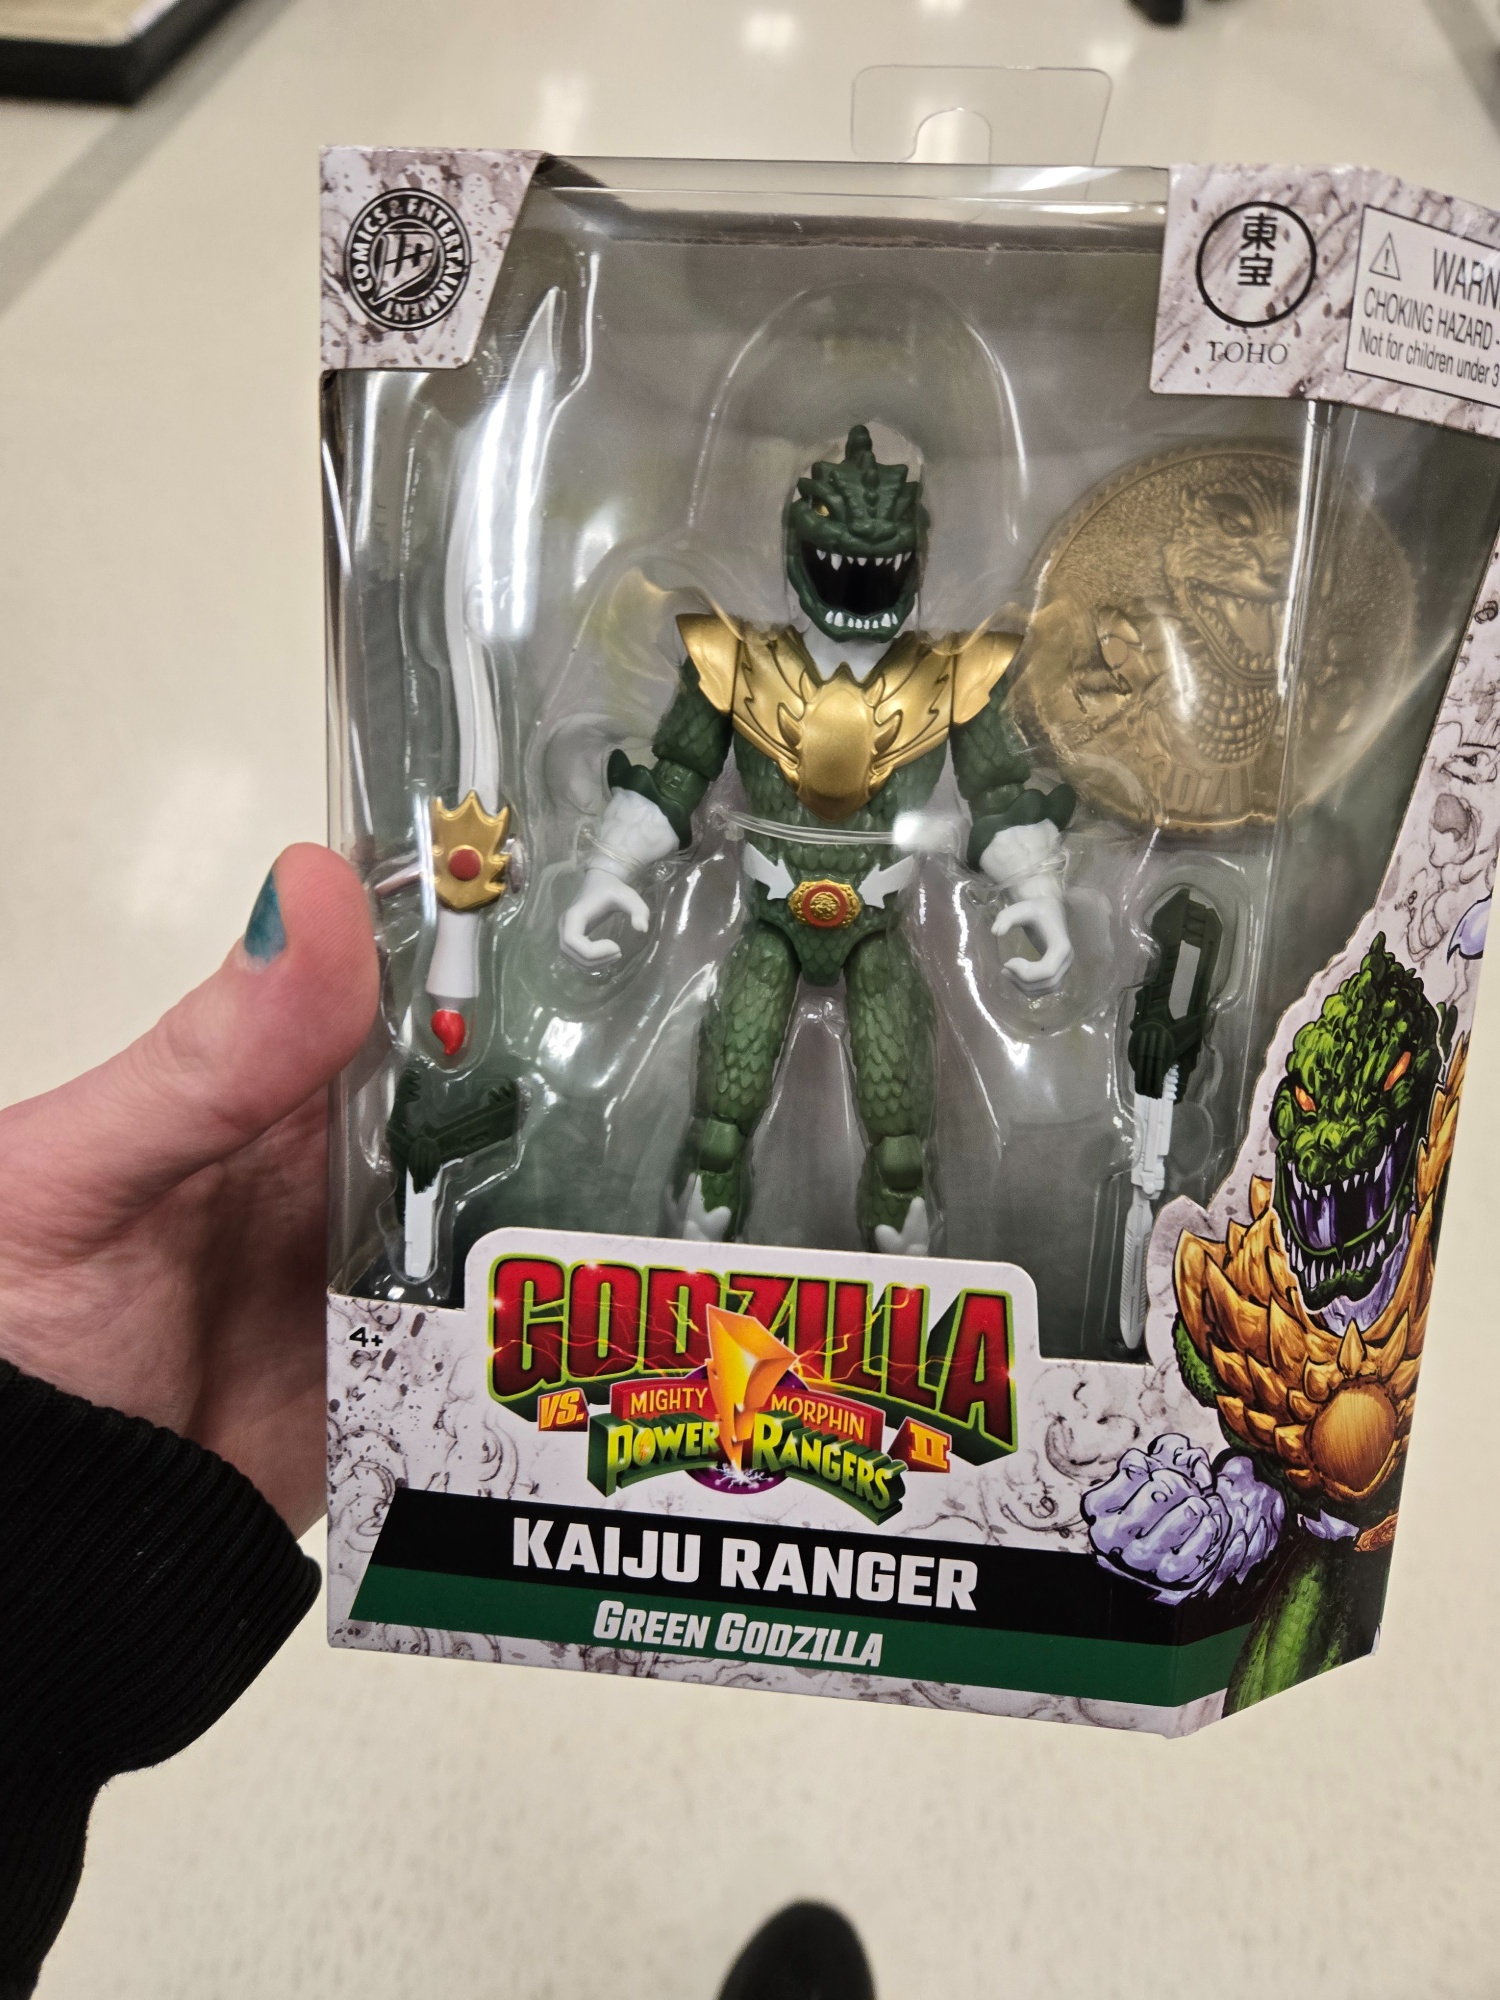 COMICS & ENTERTAINMENT
東
宝
TOHO
CHOKING HAZARD -
Not for children under 3
4+
GODZILLA
VS.
MIGHTY MORPHIN
POWER RANGERS
II
KAIJU RANGER
GREEN GODZILLA